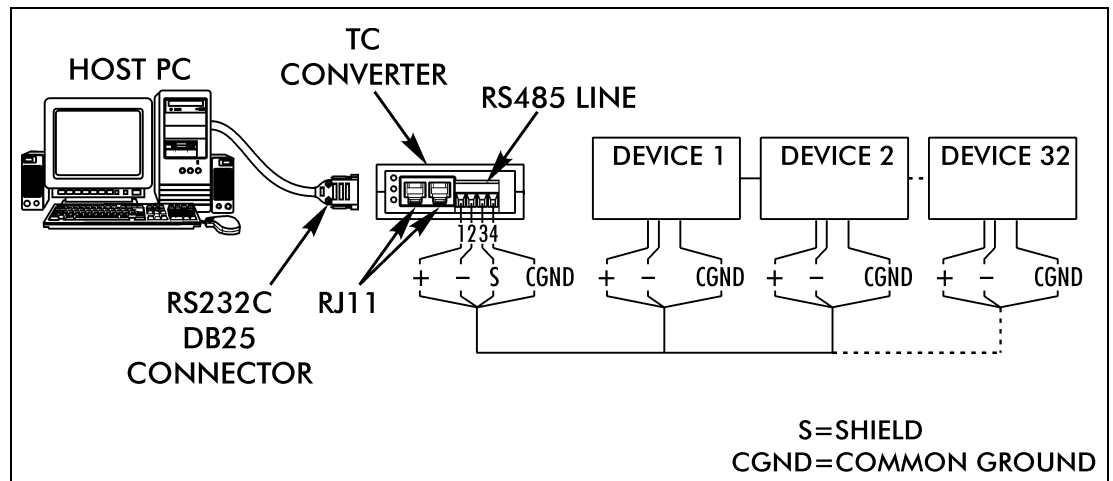 HOST PC
TC
CONVERTER
RS485 LINE
DEVICE 1
DEVICE 2
DEVICE 32
1234
+ – S CGND
+ – CGND
+ – CGND
+ – CGND
RS232C
DB25
CONNECTOR
RJ11
S=SHIELD
CGND=COMMON GROUND